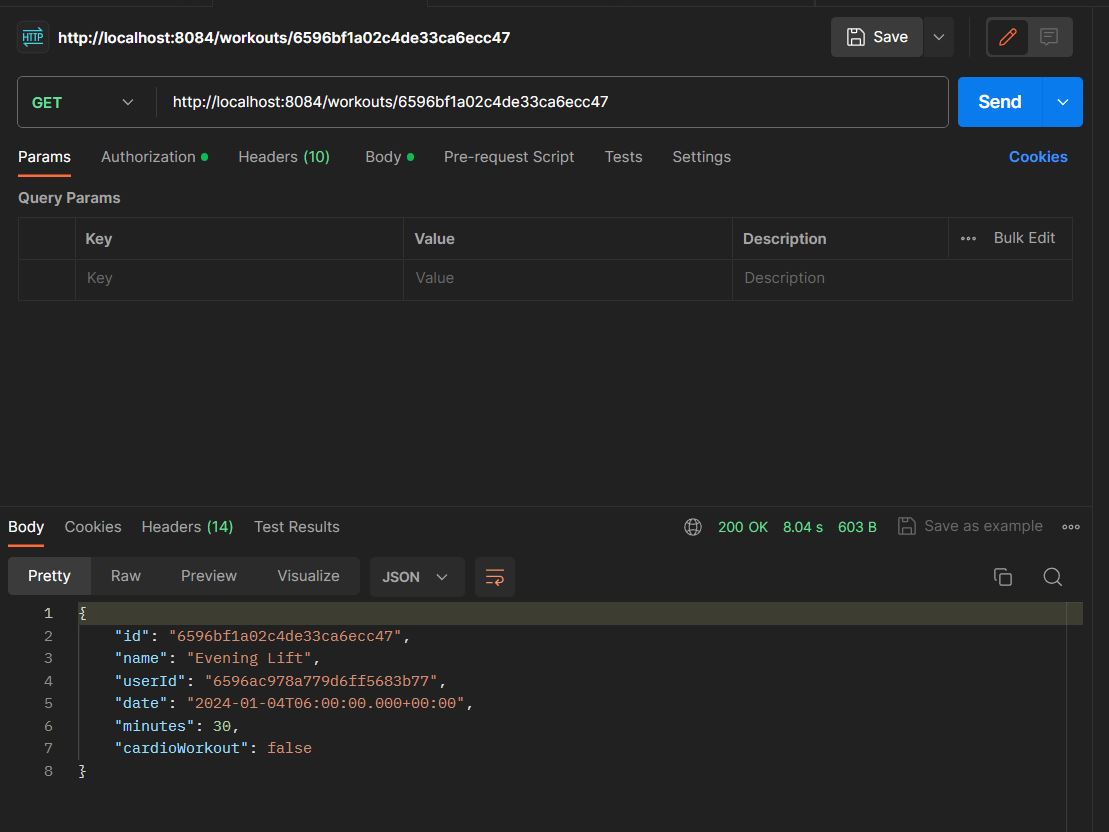 HTTP http://localhost:8084/workouts/6596bf1a02c4de33ca6ecc47 Save
GET http://localhost:8084/workouts/6596bf1a02c4de33ca6ecc47 Send
Params Authorization Headers (10) Body Pre-request Script Tests Settings Cookies
Query Params
Key Value Description Bulk Edit
Key Value Description
Body Cookies Headers (14) Test Results 200 OK 8.04 s 603 B Save as example
Pretty Raw Preview Visualize JSON
1 {
2 "id": "6596bf1a02c4de33ca6ecc47",
3 "name": "Evening Lift",
4 "userId": "6596ac978a779d6ff5683b77",
5 "date": "2024-01-04T06:00:00.000+00:00",
6 "minutes": 30,
7 "cardioWorkout": false
8 }